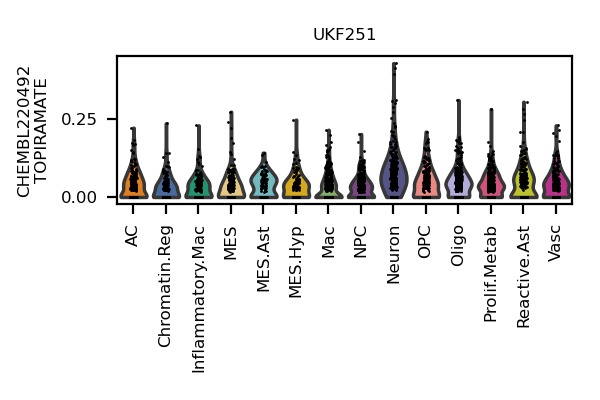 UKF251
CHEMBL220492
TOPIRAMATE
0.25
0.00
AC
Chromatin.Reg
Inflammatory.Mac
MES
MES.Ast
MES.Hyp
Mac
NPC
Neuron
OPC
Oligo
Prolif.Metab
Reactive.Ast
Vasc